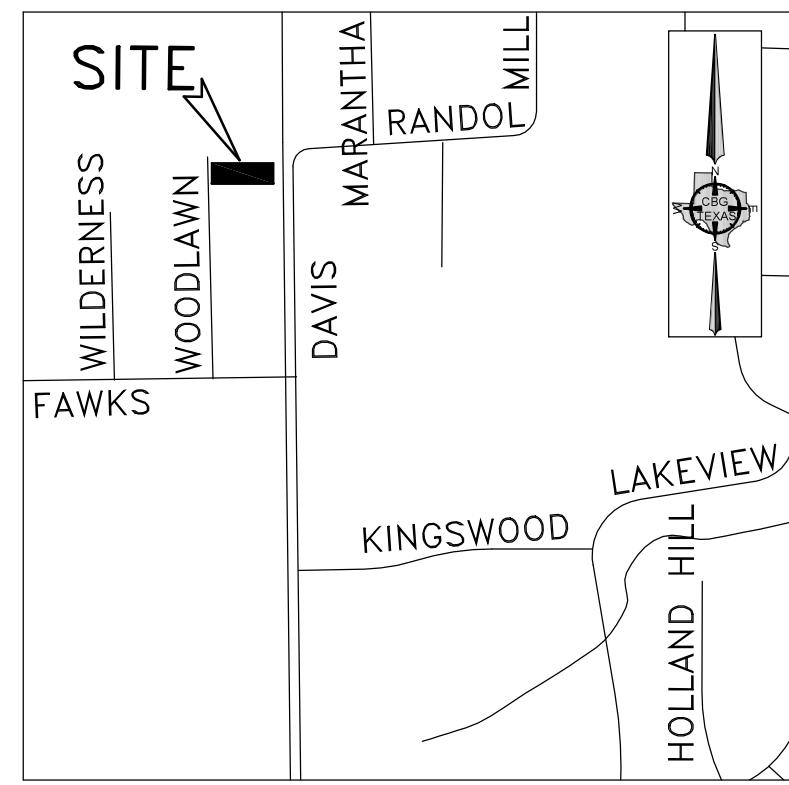 SITE
MARANTHA
MILL
RANDOL
WILDERNESS
WOODLAWN
DAVIS
N
W
CBG
TEXAS
E
S
FAWKS
LAKEVIEW
KINGSWOOD
HOLLAND HILL